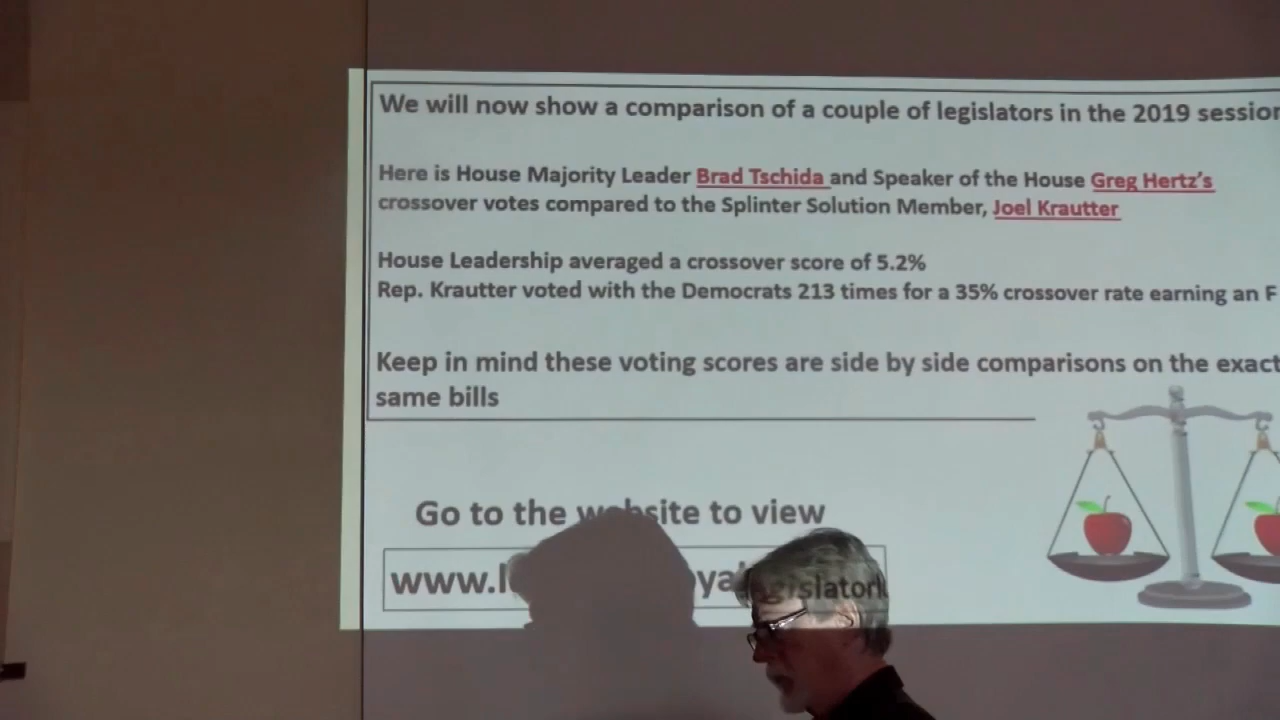 We will now show a comparison of a couple of legislators in the 2019 session
Here is House Majority Leader Brad Tschida and Speaker of the House Greg Hertz's
crossover votes compared to the Splinter Solution Member, Joel Krautter
House Leadership averaged a crossover score of 5.2%
Rep. Krautter voted with the Democrats 213 times for a 35% crossover rate earning an F
Keep in mind these voting scores are side by side comparisons on the exact
same bills
Go to the website to view